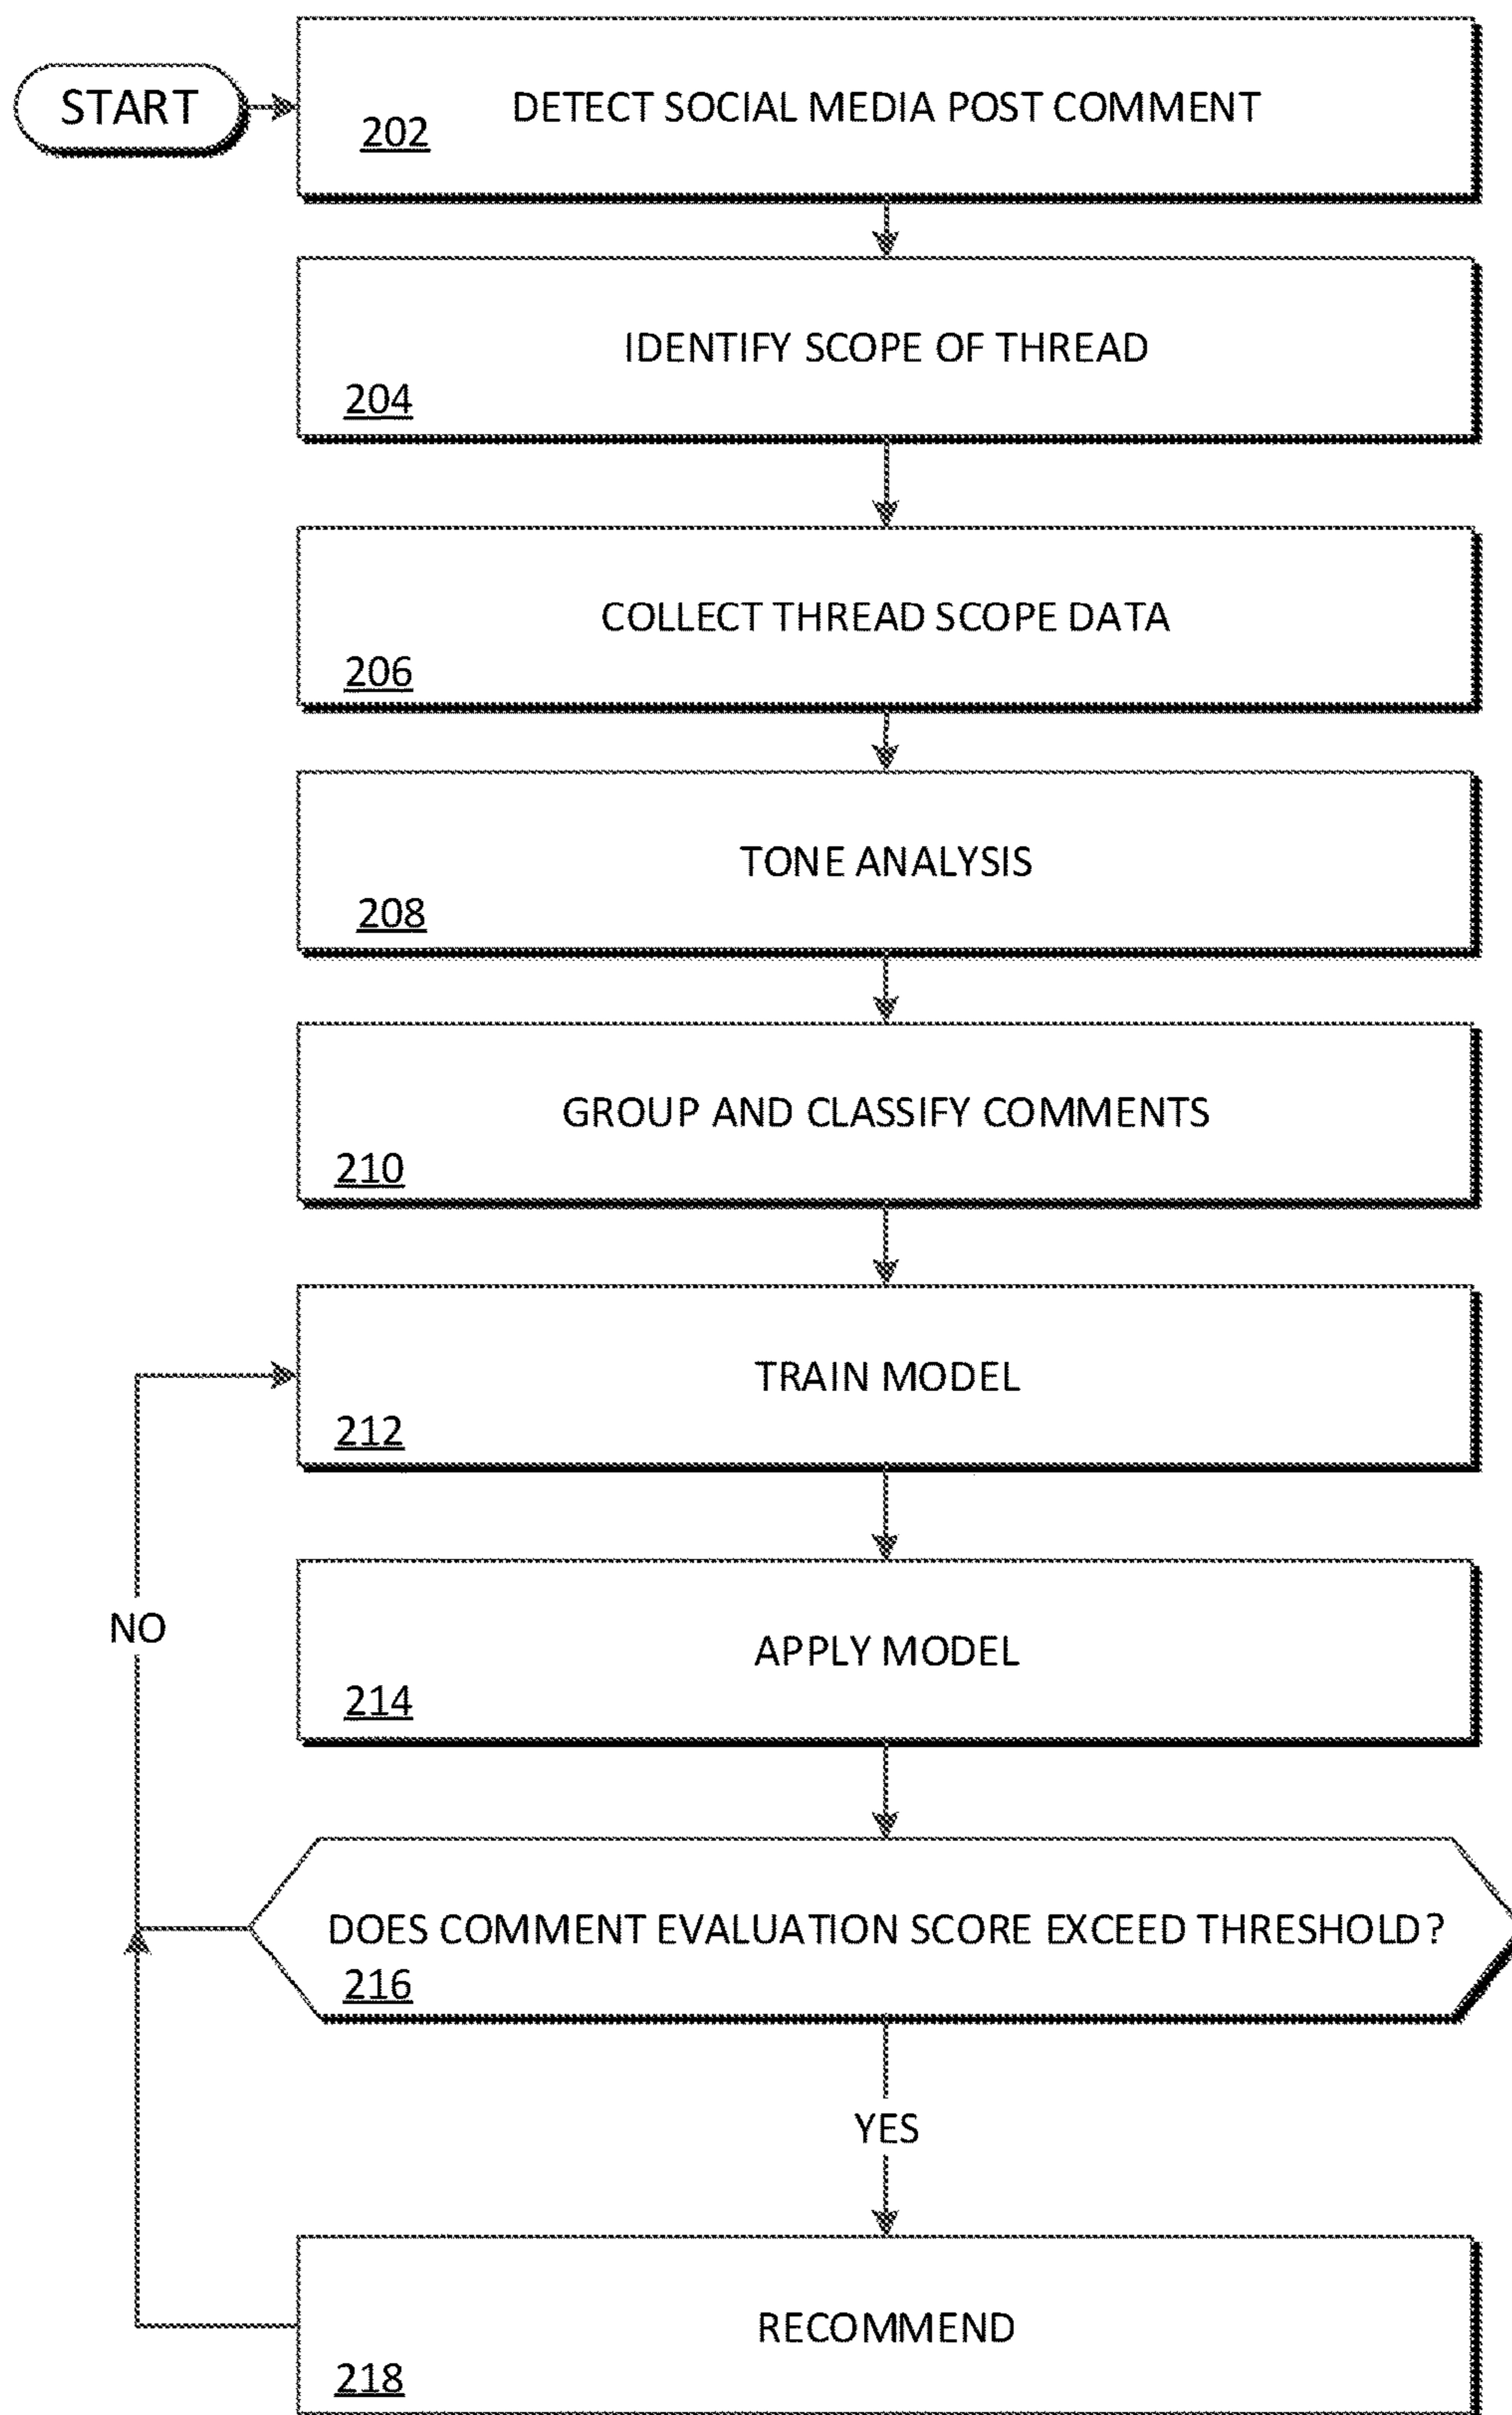 START
DETECT SOCIAL MEDIA POST COMMENT
202
IDENTIFY SCOPE OF THREAD
204
COLLECT THREAD SCOPE DATA
206
TONE ANALYSIS
208
GROUP AND CLASSIFY COMMENTS
210
TRAIN MODEL
212
NO
APPLY MODEL
214
DOES COMMENT EVALUATION SCORE EXCEED THRESHOLD?
216
YES
RECOMMEND
218